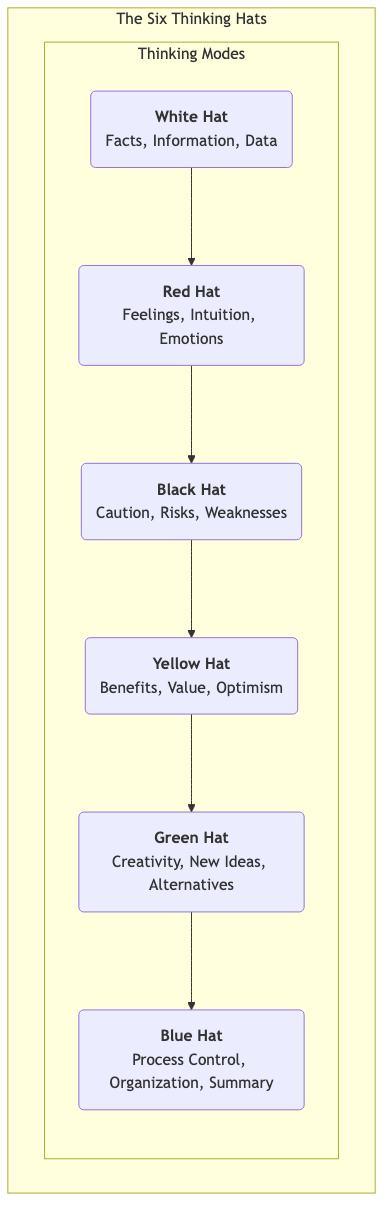 The Six Thinking Hats
Thinking Modes
White Hat
Facts, Information, Data
Red Hat
Feelings, Intuition,
Emotions
Black Hat
Caution, Risks, Weaknesses
Yellow Hat
Benefits, Value, Optimism
Green Hat
Creativity, New Ideas,
Alternatives
Blue Hat
Process Control,
Organization, Summary